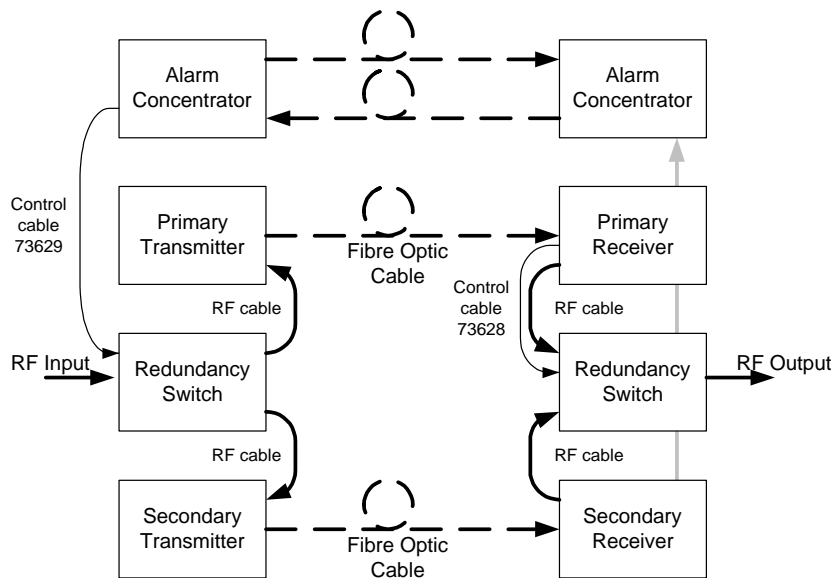 Alarm
Concentrator
Alarm
Concentrator
Control
cable
73629
Primary
Transmitter
Fibre Optic
Cable
Primary
Receiver
RF cable
Control
cable
73628
RF cable
RF Input
Redundancy
Switch
Redundancy
Switch
RF Output
RF cable
RF cable
Secondary
Transmitter
Fibre Optic
Cable
Secondary
Receiver